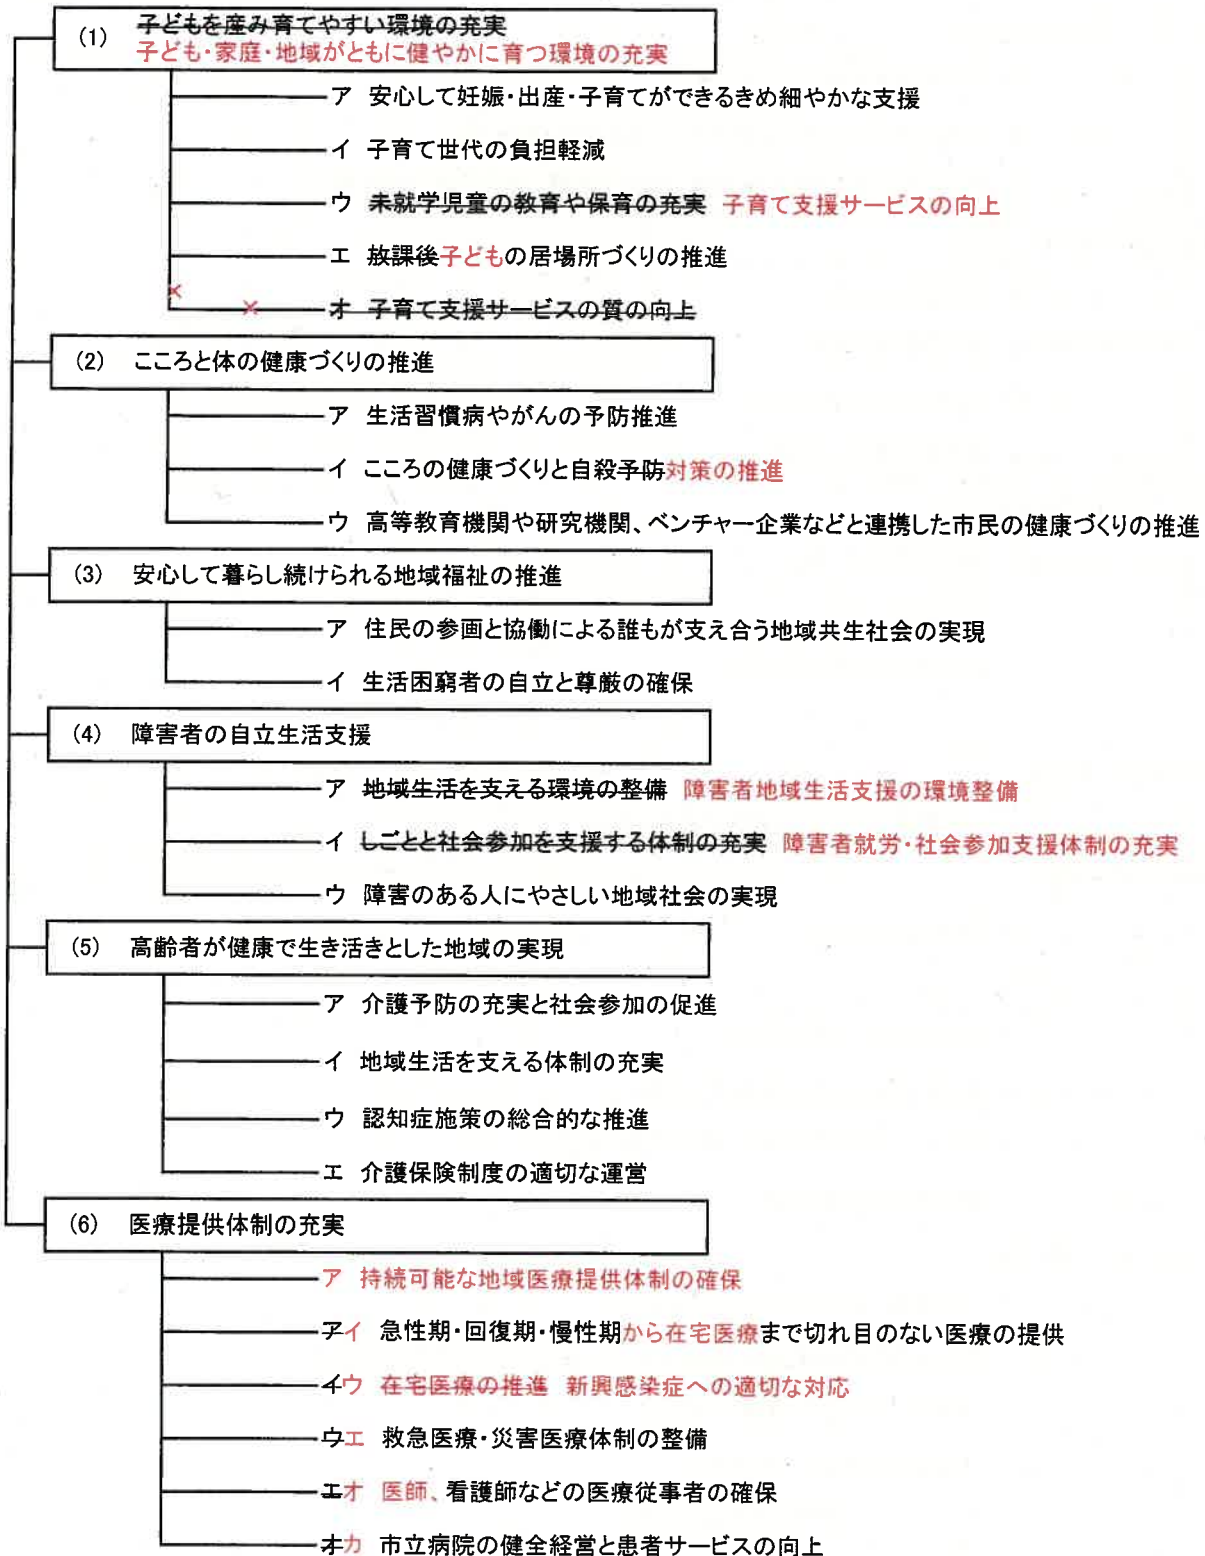 (1) 子どもを産み育てやすい環境の充実
子ども・家庭・地域がともに健やかに育つ環境の充実
ア 安心して妊娠・出産・子育てができるきめ細やかな支援
イ 子育て世代の負担軽減
ウ 未就学児童の教育や保育の充実 子育て支援サービスの向上
エ 放課後子どもの居場所づくりの推進
オ 子育て支援サービスの質の向上
(2) こころと体の健康づくりの推進
ア 生活習慣病やがんの予防推進
イ こころの健康づくりと自殺予防対策の推進
ウ 高等教育機関や研究機関、ベンチャー企業などと連携した市民の健康づくりの推進
(3) 安心して暮らし続けられる地域福祉の推進
ア 住民の参画と協働による誰もが支え合う地域共生社会の実現
イ 生活困窮者の自立と尊厳の確保
(4) 障害者の自立生活支援
ア 地域生活を支える環境の整備 障害者地域生活支援の環境整備
イ しごとと社会参加を支援する体制の充実 障害者就労・社会参加支援体制の充実
ウ 障害のある人にやさしい地域社会の実現
(5) 高齢者が健康で生き活きとした地域の実現
ア 介護予防の充実と社会参加の促進
イ 地域生活を支える体制の充実
ウ 認知症施策の総合的な推進
エ 介護保険制度の適切な運営
(6) 医療提供体制の充実
ア 持続可能な地域医療提供体制の確保
アイ 急性期・回復期・慢性期から在宅医療まで切れ目のない医療の提供
イウ 在宅医療の推進 新興感染症への適切な対応
ウエ 救急医療・災害医療体制の整備
エオ 医師、看護師などの医療従事者の確保
オカ 市立病院の健全経営と患者サービスの向上